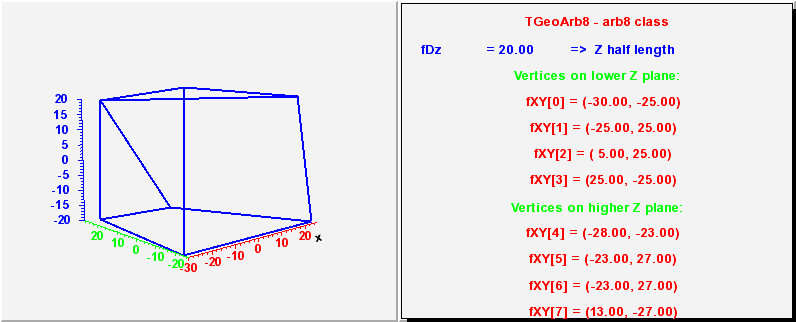 TGeoArb8 - arb8 class
fDz = 20.00 => Z half length
Vertices on lower Z plane:
fXY[0] = (-30.00, -25.00)
fXY[1] = (-25.00, 25.00)
fXY[2] = ( 5.00, 25.00)
fXY[3] = (25.00, -25.00)
Vertices on higher Z plane:
fXY[4] = (-28.00, -23.00)
fXY[5] = (-23.00, 27.00)
fXY[6] = (-23.00, 27.00)
fXY[7] = (13.00, -27.00)
20
15
10
5
0
-5
-10
-15
-20
20 10 0 -10 -20
-30 -20 -10 0 10 20
x